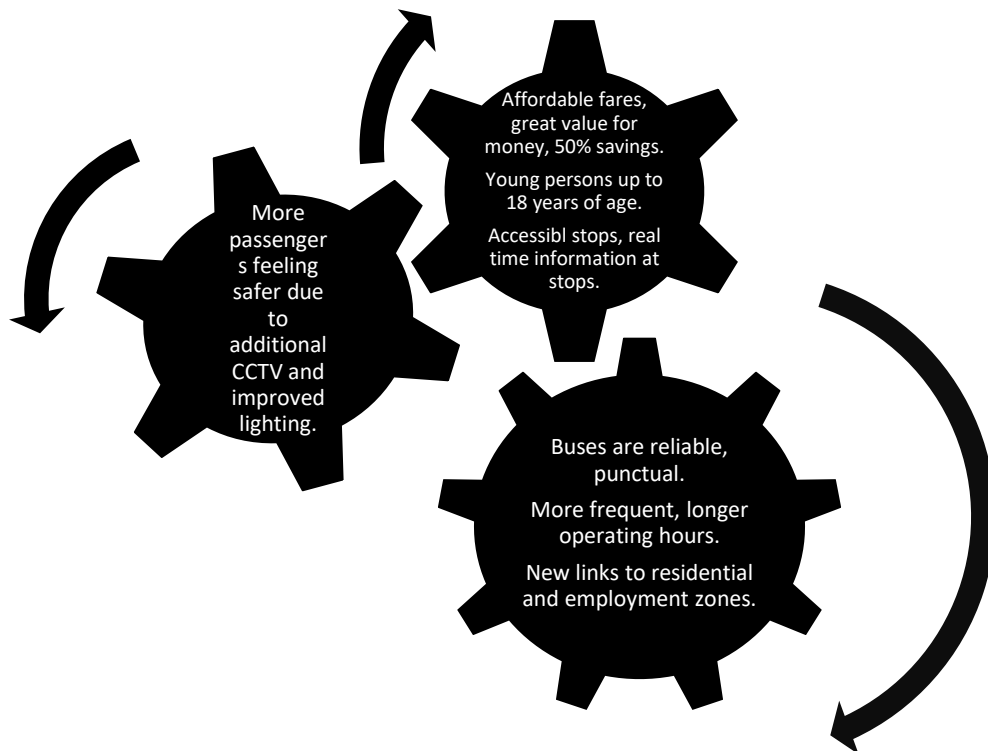 Affordable fares,
great value for
money, 50% savings.
Young persons up to
18 years of age.
Accessibl stops, real
time information at
stops.
More
passenger
s feeling
safer due
to
additional
CCTV and
improved
lighting.
Buses are reliable,
punctual.
More frequent, longer
operating hours.
New links to residential
and employment zones.